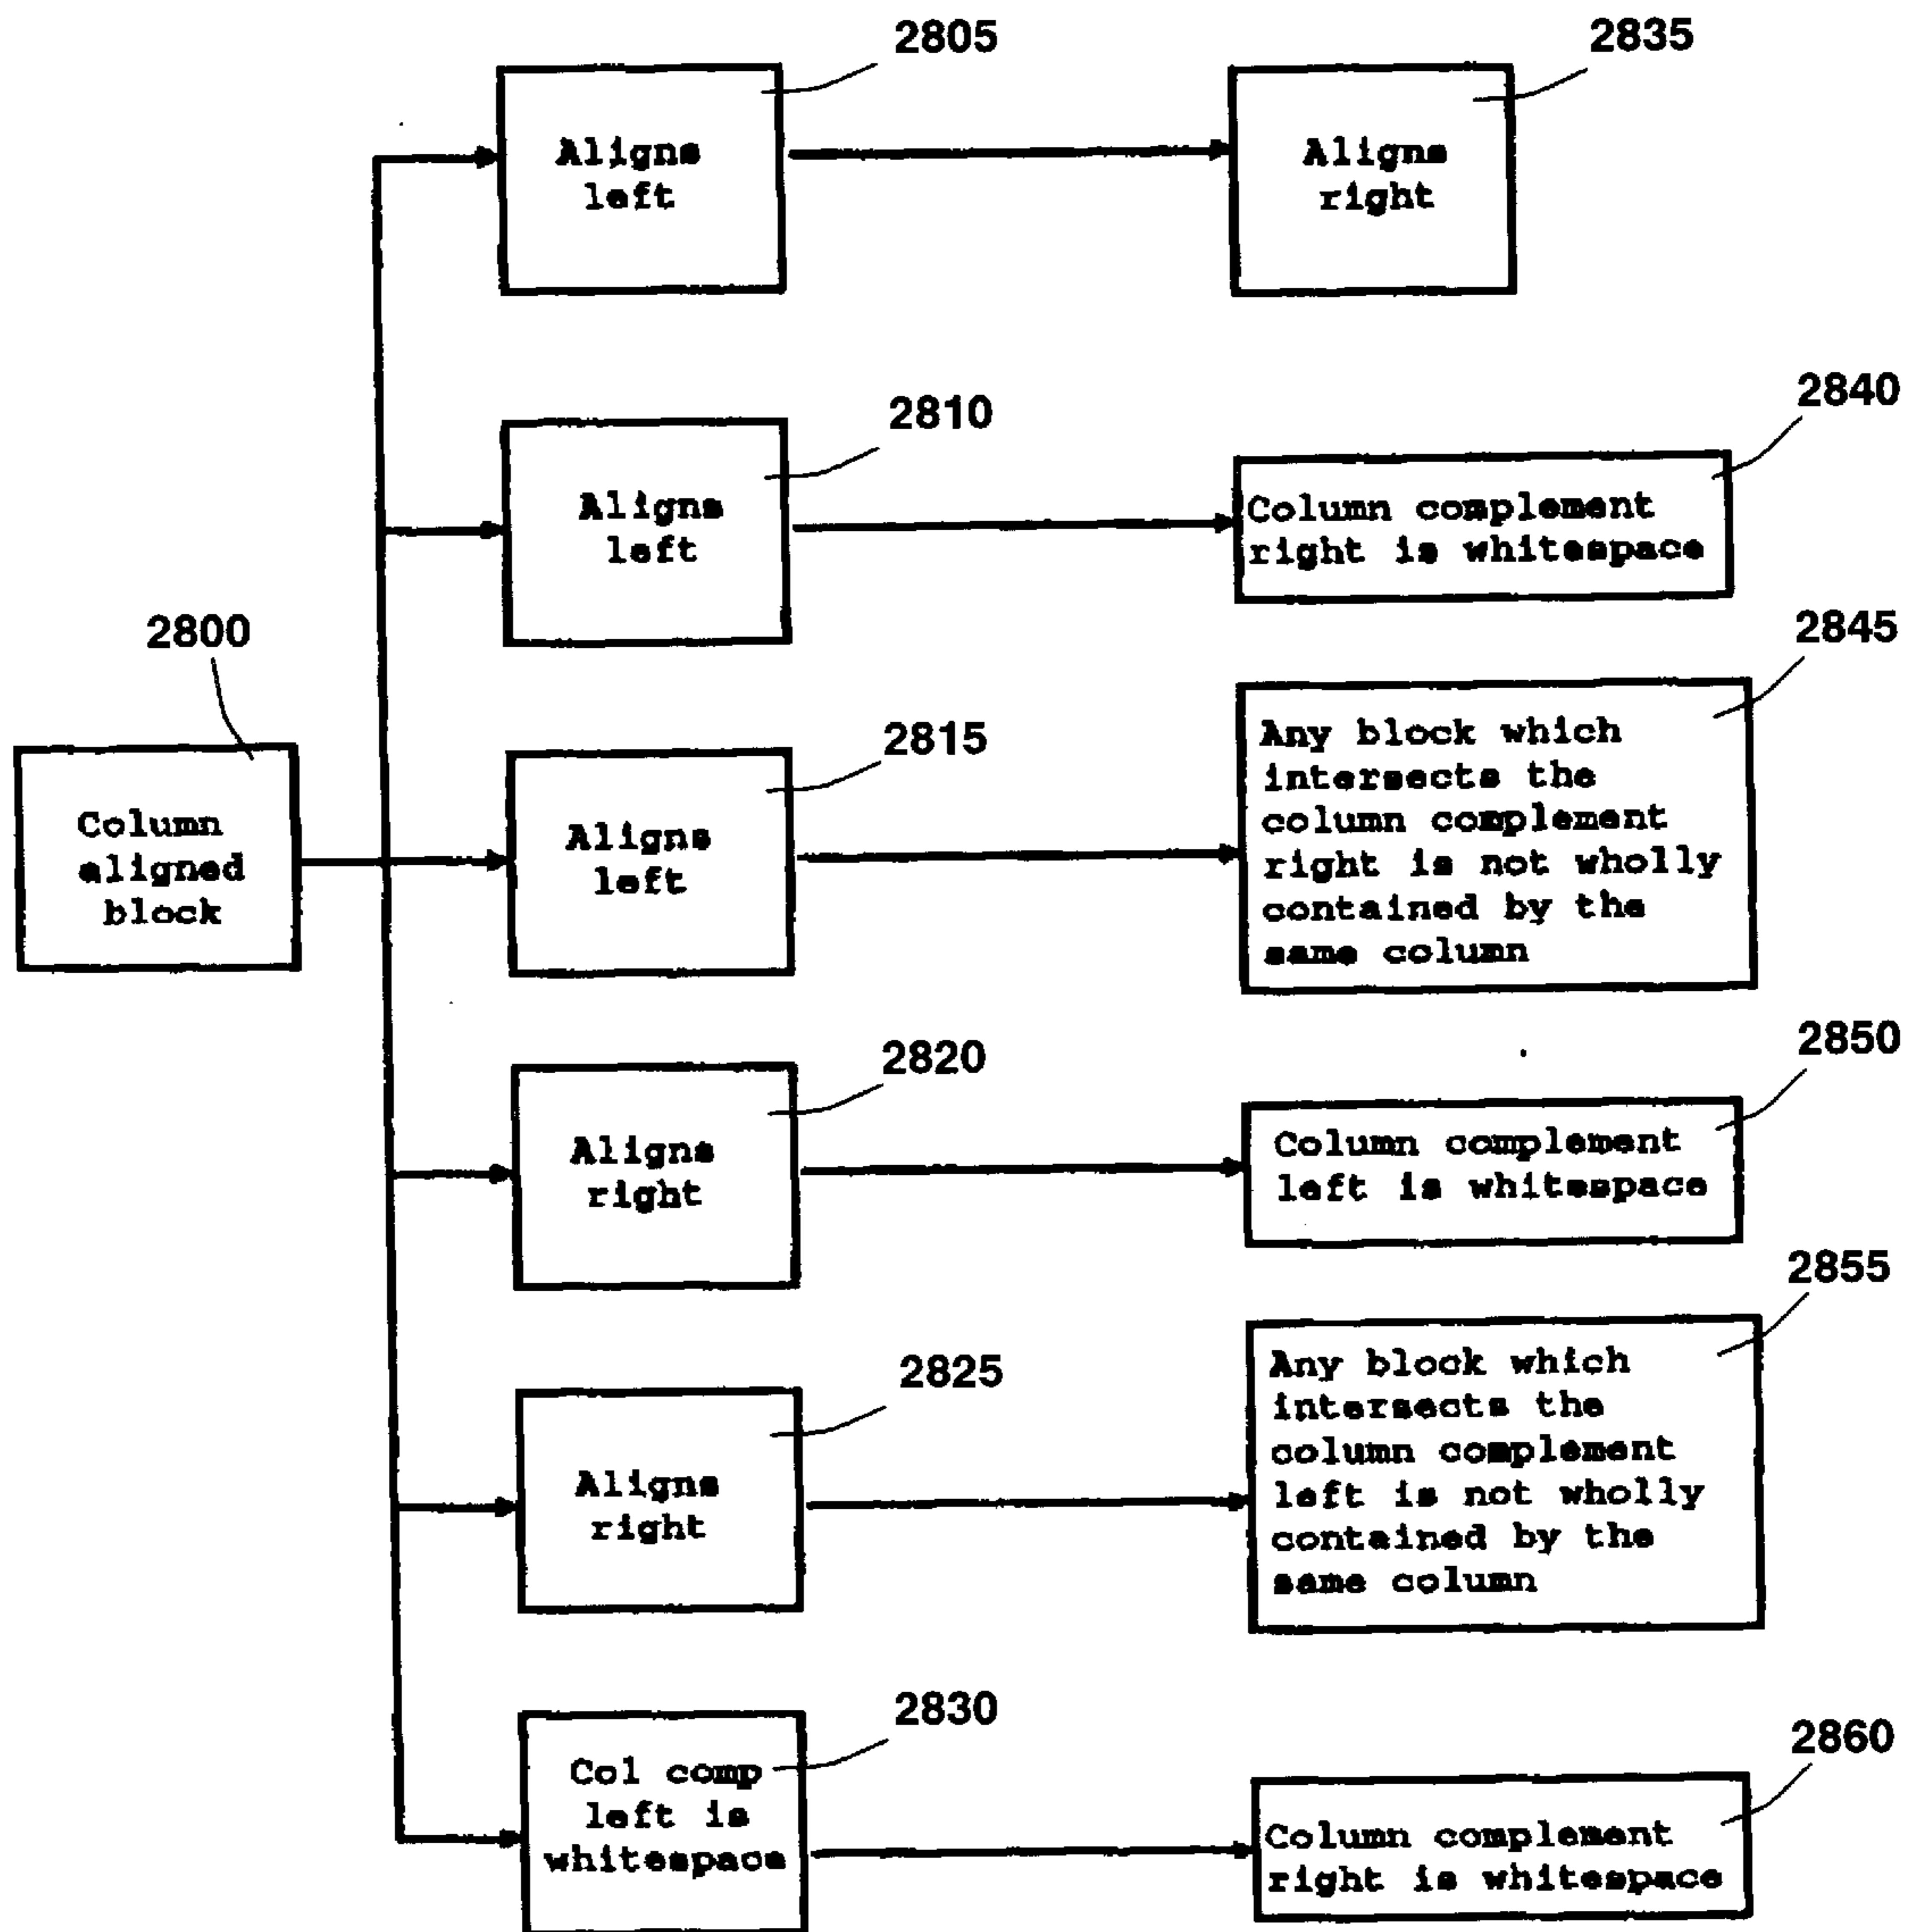 2805
Aligns
left
2835
Aligns
right
2810
Aligns
left
2840
Column complement
right is whitespace
2800
Column
aligned
block
2815
Aligns
left
2845
Any block which
intersects the
column complement
right is not wholly
contained by the
same column
2820
Aligns
right
2850
Column complement
left is whitespace
2825
Aligns
right
2855
Any block which
intersects the
column complement
left is not wholly
contained by the
same column
2830
Col comp
left is
whitespace
2860
Column complement
right is whitespace